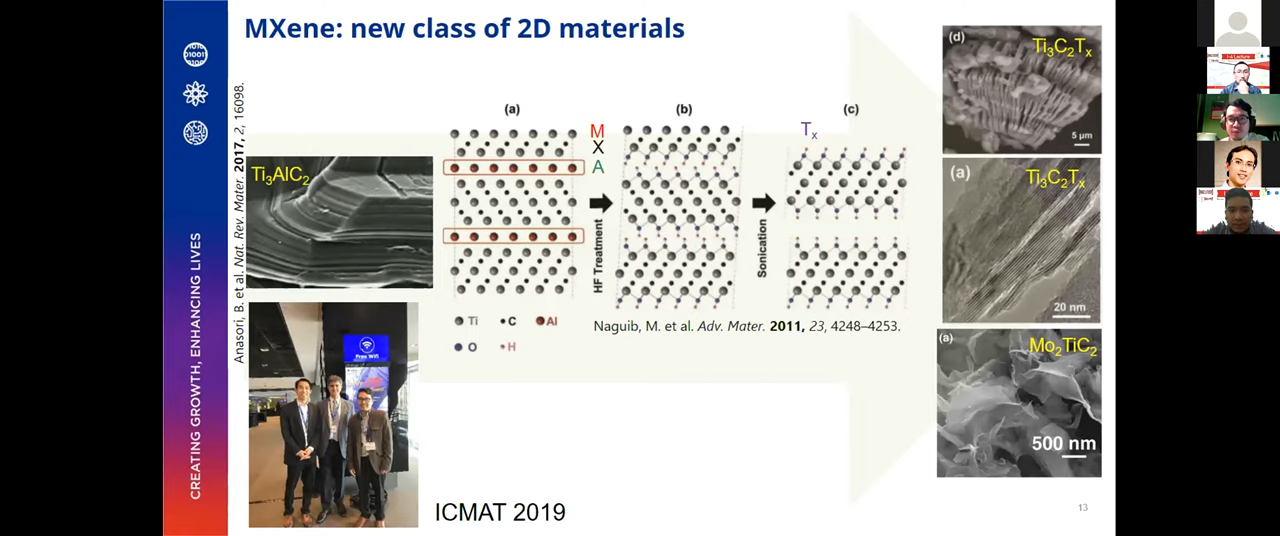 MXene: new class of 2D materials
CREATING GROWTH, ENHANCING LIVES
Anasori, B. et al. Nat. Rev. Mater. 2017, 2, 16098.
Ti₃AlC₂
(a)
(b)
(c)
M
X
A
Tₓ
HF Treatment
Sonication
Ti
C
Al
O
H
Naguib, M. et al. Adv. Mater. 2011, 23, 4248–4253.
(d)
Ti₃C₂Tₓ
5 µm
(a)
Ti₃C₂Tₓ
20 nm
(a)
Mo₂TiC₂
500 nm
Free Wifi
ICMAT 2019
13
I-4 Lecture